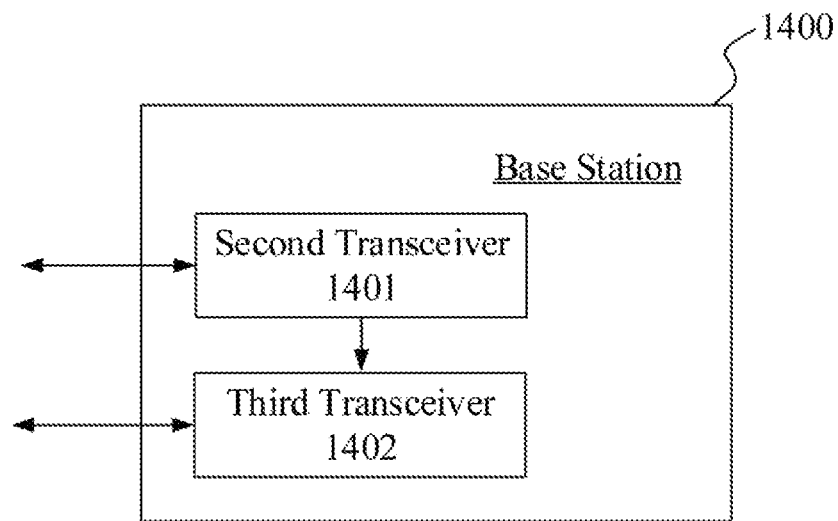 1400
Base Station
Second Transceiver
1401
Third Transceiver
1402